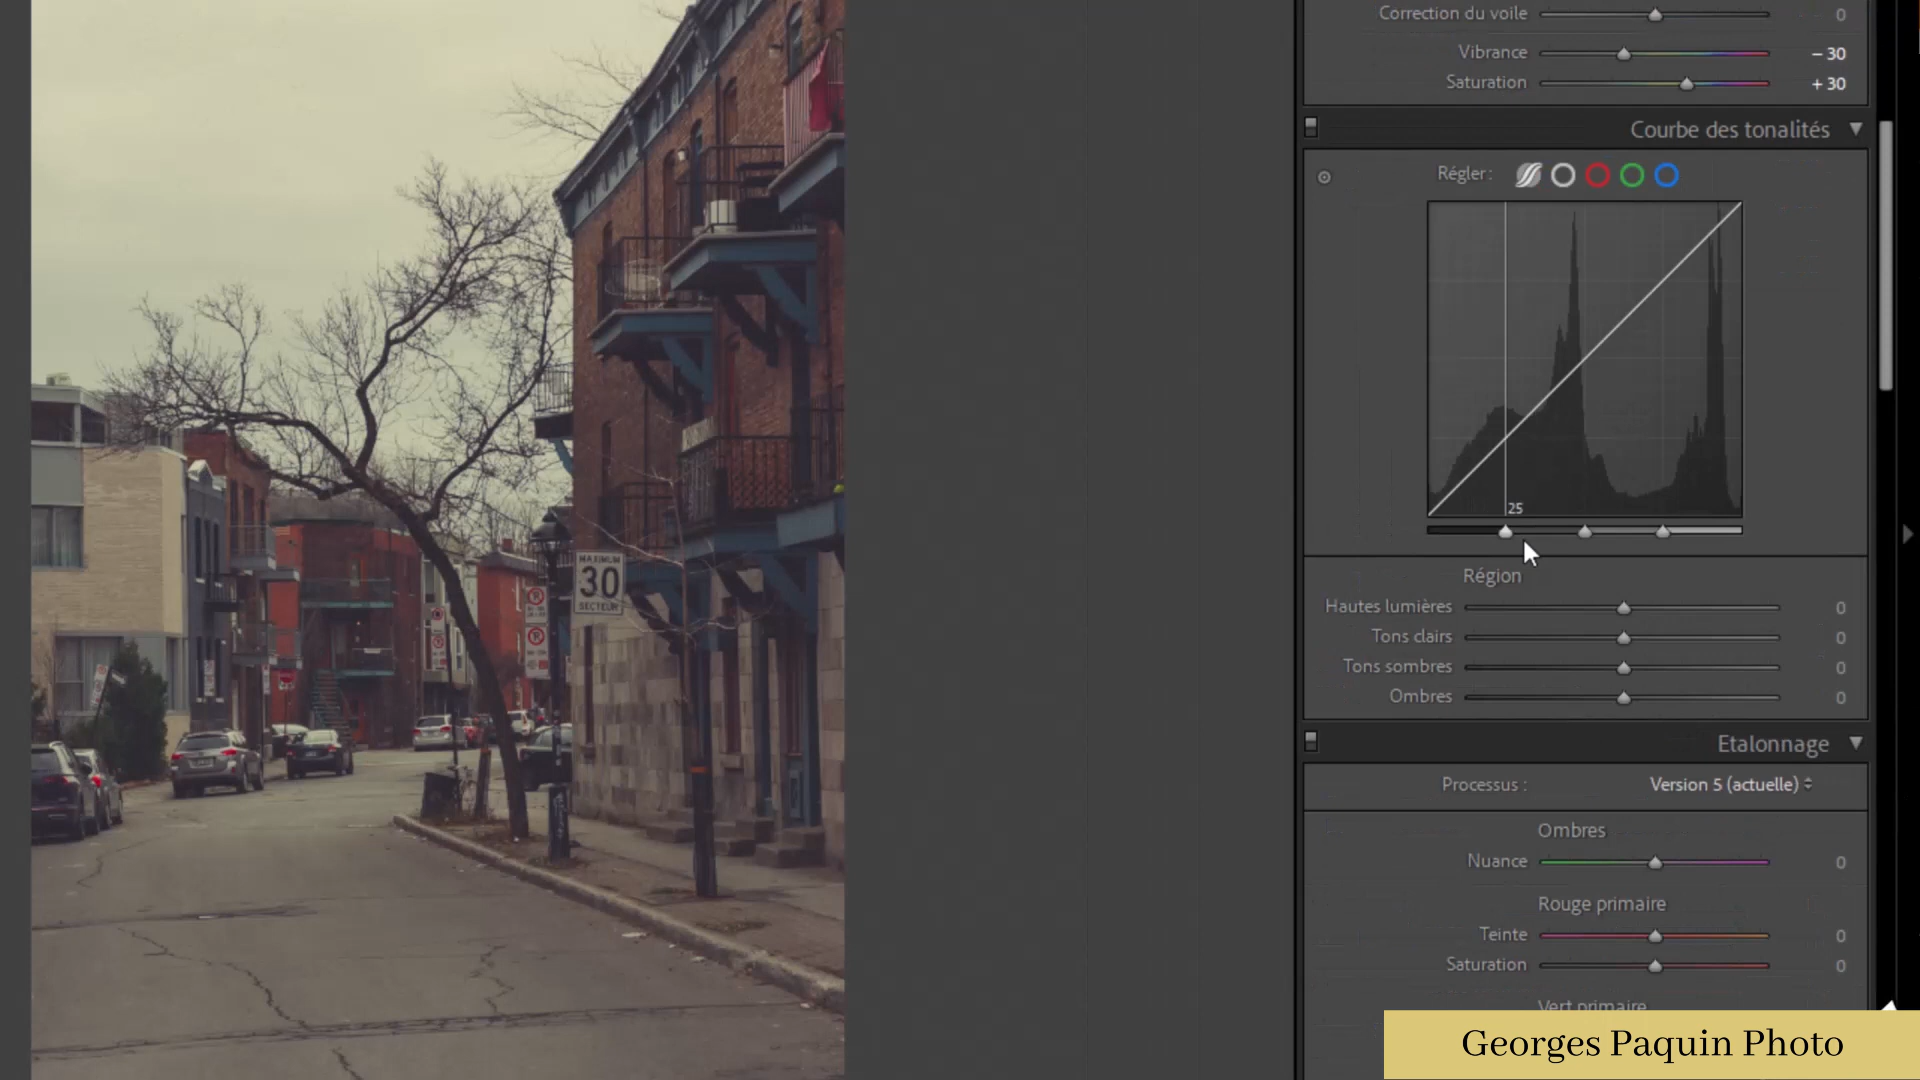 Correction du voile 0
Vibrance – 30
Saturation + 30
Courbe des tonalités
Régler :
25
Région
Hautes lumières 0
Tons clairs 0
Tons sombres 0
Ombres 0
Etalonnage
Processus : Version 5 (actuelle)
Ombres
Nuance 0
Rouge primaire
Teinte 0
Saturation 0
Vert primaire
MAXIMUM
30
SECTEUR
Georges Paquin Photo